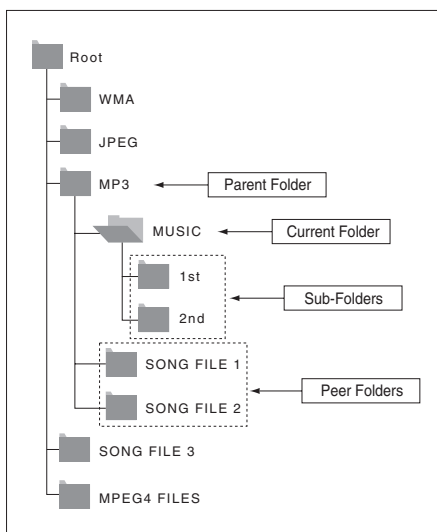 Root
WMA
JPEG
MP3
Parent Folder
MUSIC
Current Folder
1st
Sub-Folders
2nd
SONG FILE 1
Peer Folders
SONG FILE 2
SONG FILE 3
MPEG4 FILES